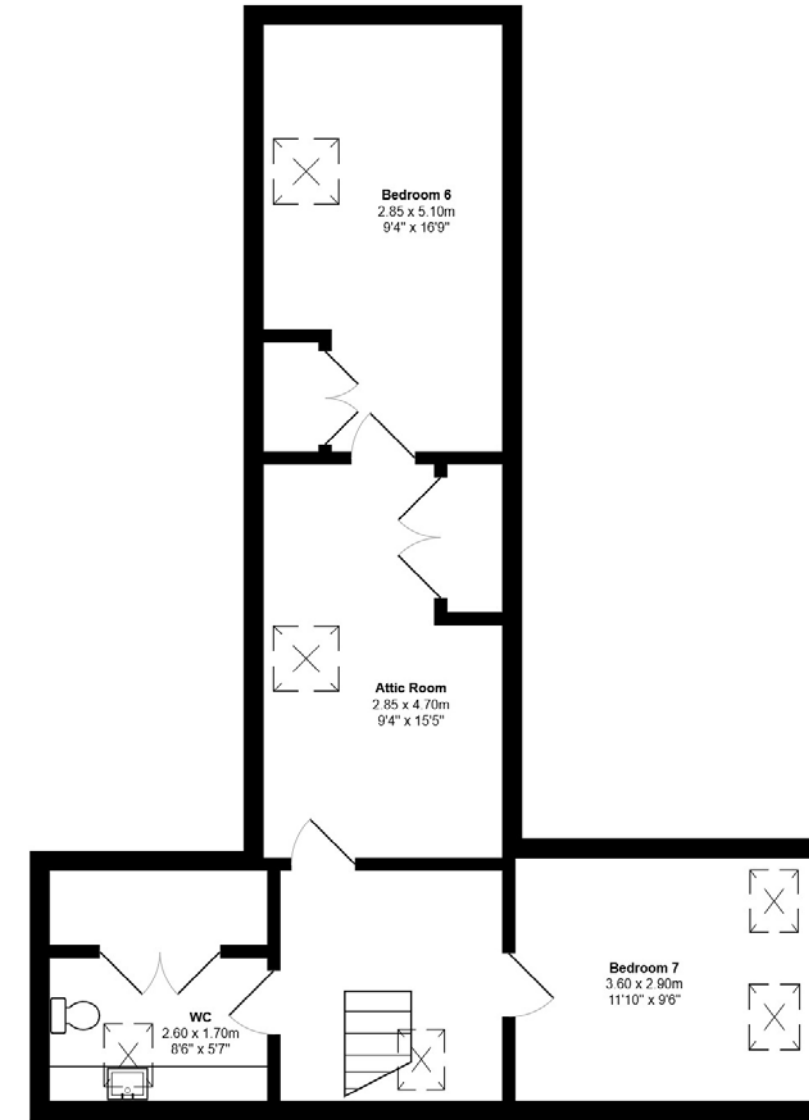 Bedroom 6
2.85 x 5.10m
9'4" x 16'9"
Attic Room
2.85 x 4.70m
9'4" x 15'5"
Bedroom 7
3.60 x 2.90m
11'10" x 9'6"
WC
2.60 x 1.70m
8'6" x 5'7"